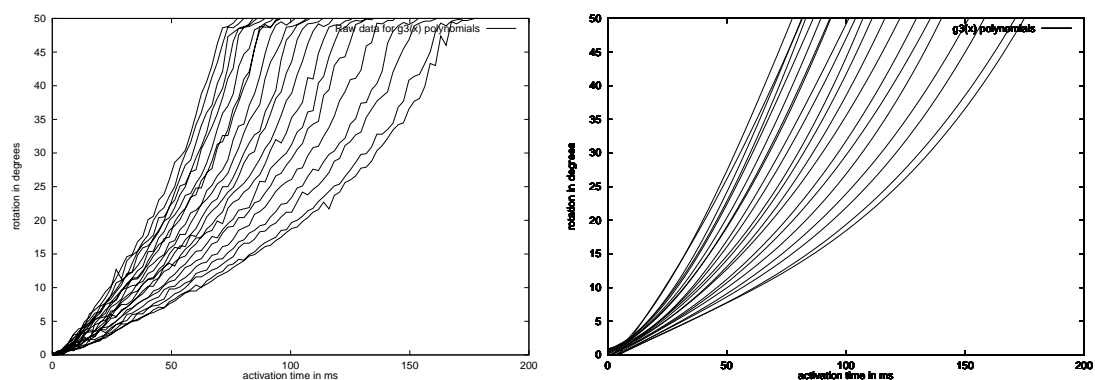 50
45
40
35
30
25
20
15
10
5
0
0 50 100 150 200
rotation in degrees
activation time in ms
Raw data for g3(x) polynomials
50
45
40
35
30
25
20
15
10
5
0
0 50 100 150 200
rotation in degrees
activation time in ms
g3(x) polynomials